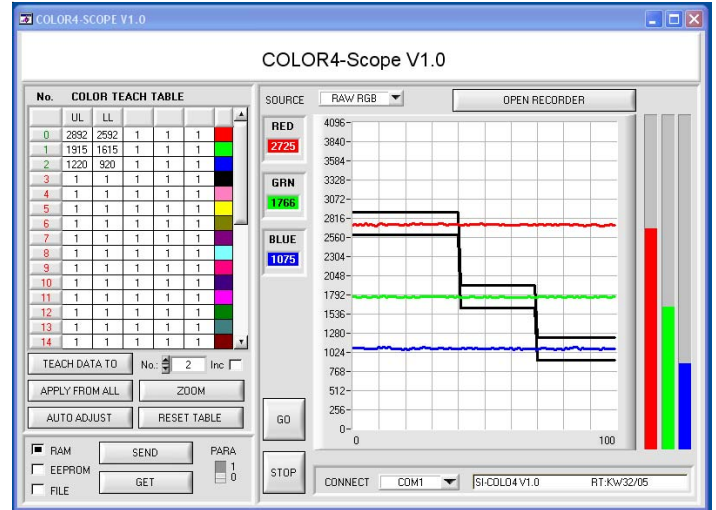 COLOR4-SCOPE V1.0
COLOR4-Scope V1.0
No. COLOR TEACH TABLE
UL LL
0 2892 2592 1 1 1
1 1915 1615 1 1 1
2 1220 920 1 1 1
3 1 1 1 1 1
4 1 1 1 1 1
5 1 1 1 1 1
6 1 1 1 1 1
7 1 1 1 1 1
8 1 1 1 1 1
9 1 1 1 1 1
10 1 1 1 1 1
11 1 1 1 1 1
12 1 1 1 1 1
13 1 1 1 1 1
14 1 1 1 1 1
TEACH DATA TO No.: 2 Inc
APPLY FROM ALL ZOOM
AUTO ADJUST RESET TABLE
RAM SEND PARA
EEPROM 1
0
FILE GET
SOURCE RAW RGB OPEN RECORDER
RED
2725
GRN
1766
BLUE
1075
GO
STOP
4096
3840
3584
3328
3072
2816
2560
2304
2048
1792
1536
1280
1024
768
512
256
0
0 100
CONNECT COM1 SI-COLO4 V1.0 RT:KW32/05